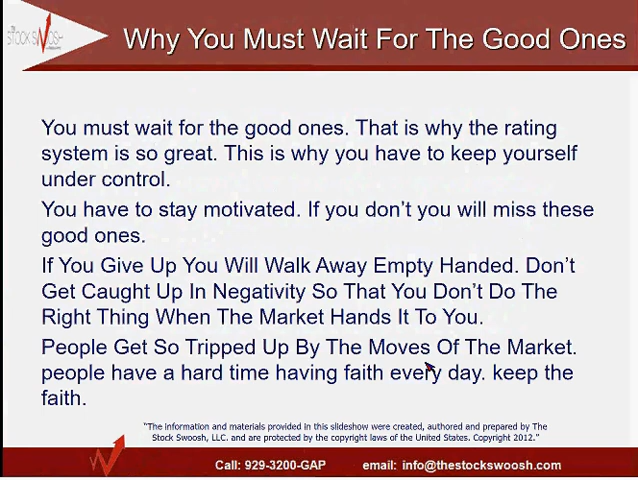 STOCK SWOOSH
Why You Must Wait For The Good Ones
You must wait for the good ones. That is why the rating
system is so great. This is why you have to keep yourself
under control.
You have to stay motivated. If you don't you will miss these
good ones.
If You Give Up You Will Walk Away Empty Handed. Don't
Get Caught Up In Negativity So That You Don't Do The
Right Thing When The Market Hands It To You.
People Get So Tripped Up By The Moves Of The Market.
people have a hard time having faith every day. keep the
faith.
"The information and materials provided in this slideshow were created, authored and prepared by The
Stock Swoosh, LLC. and are protected by the copyright laws of the United States. Copyright 2012."
Call: 929-3200-GAP email: info@thestockswoosh.com